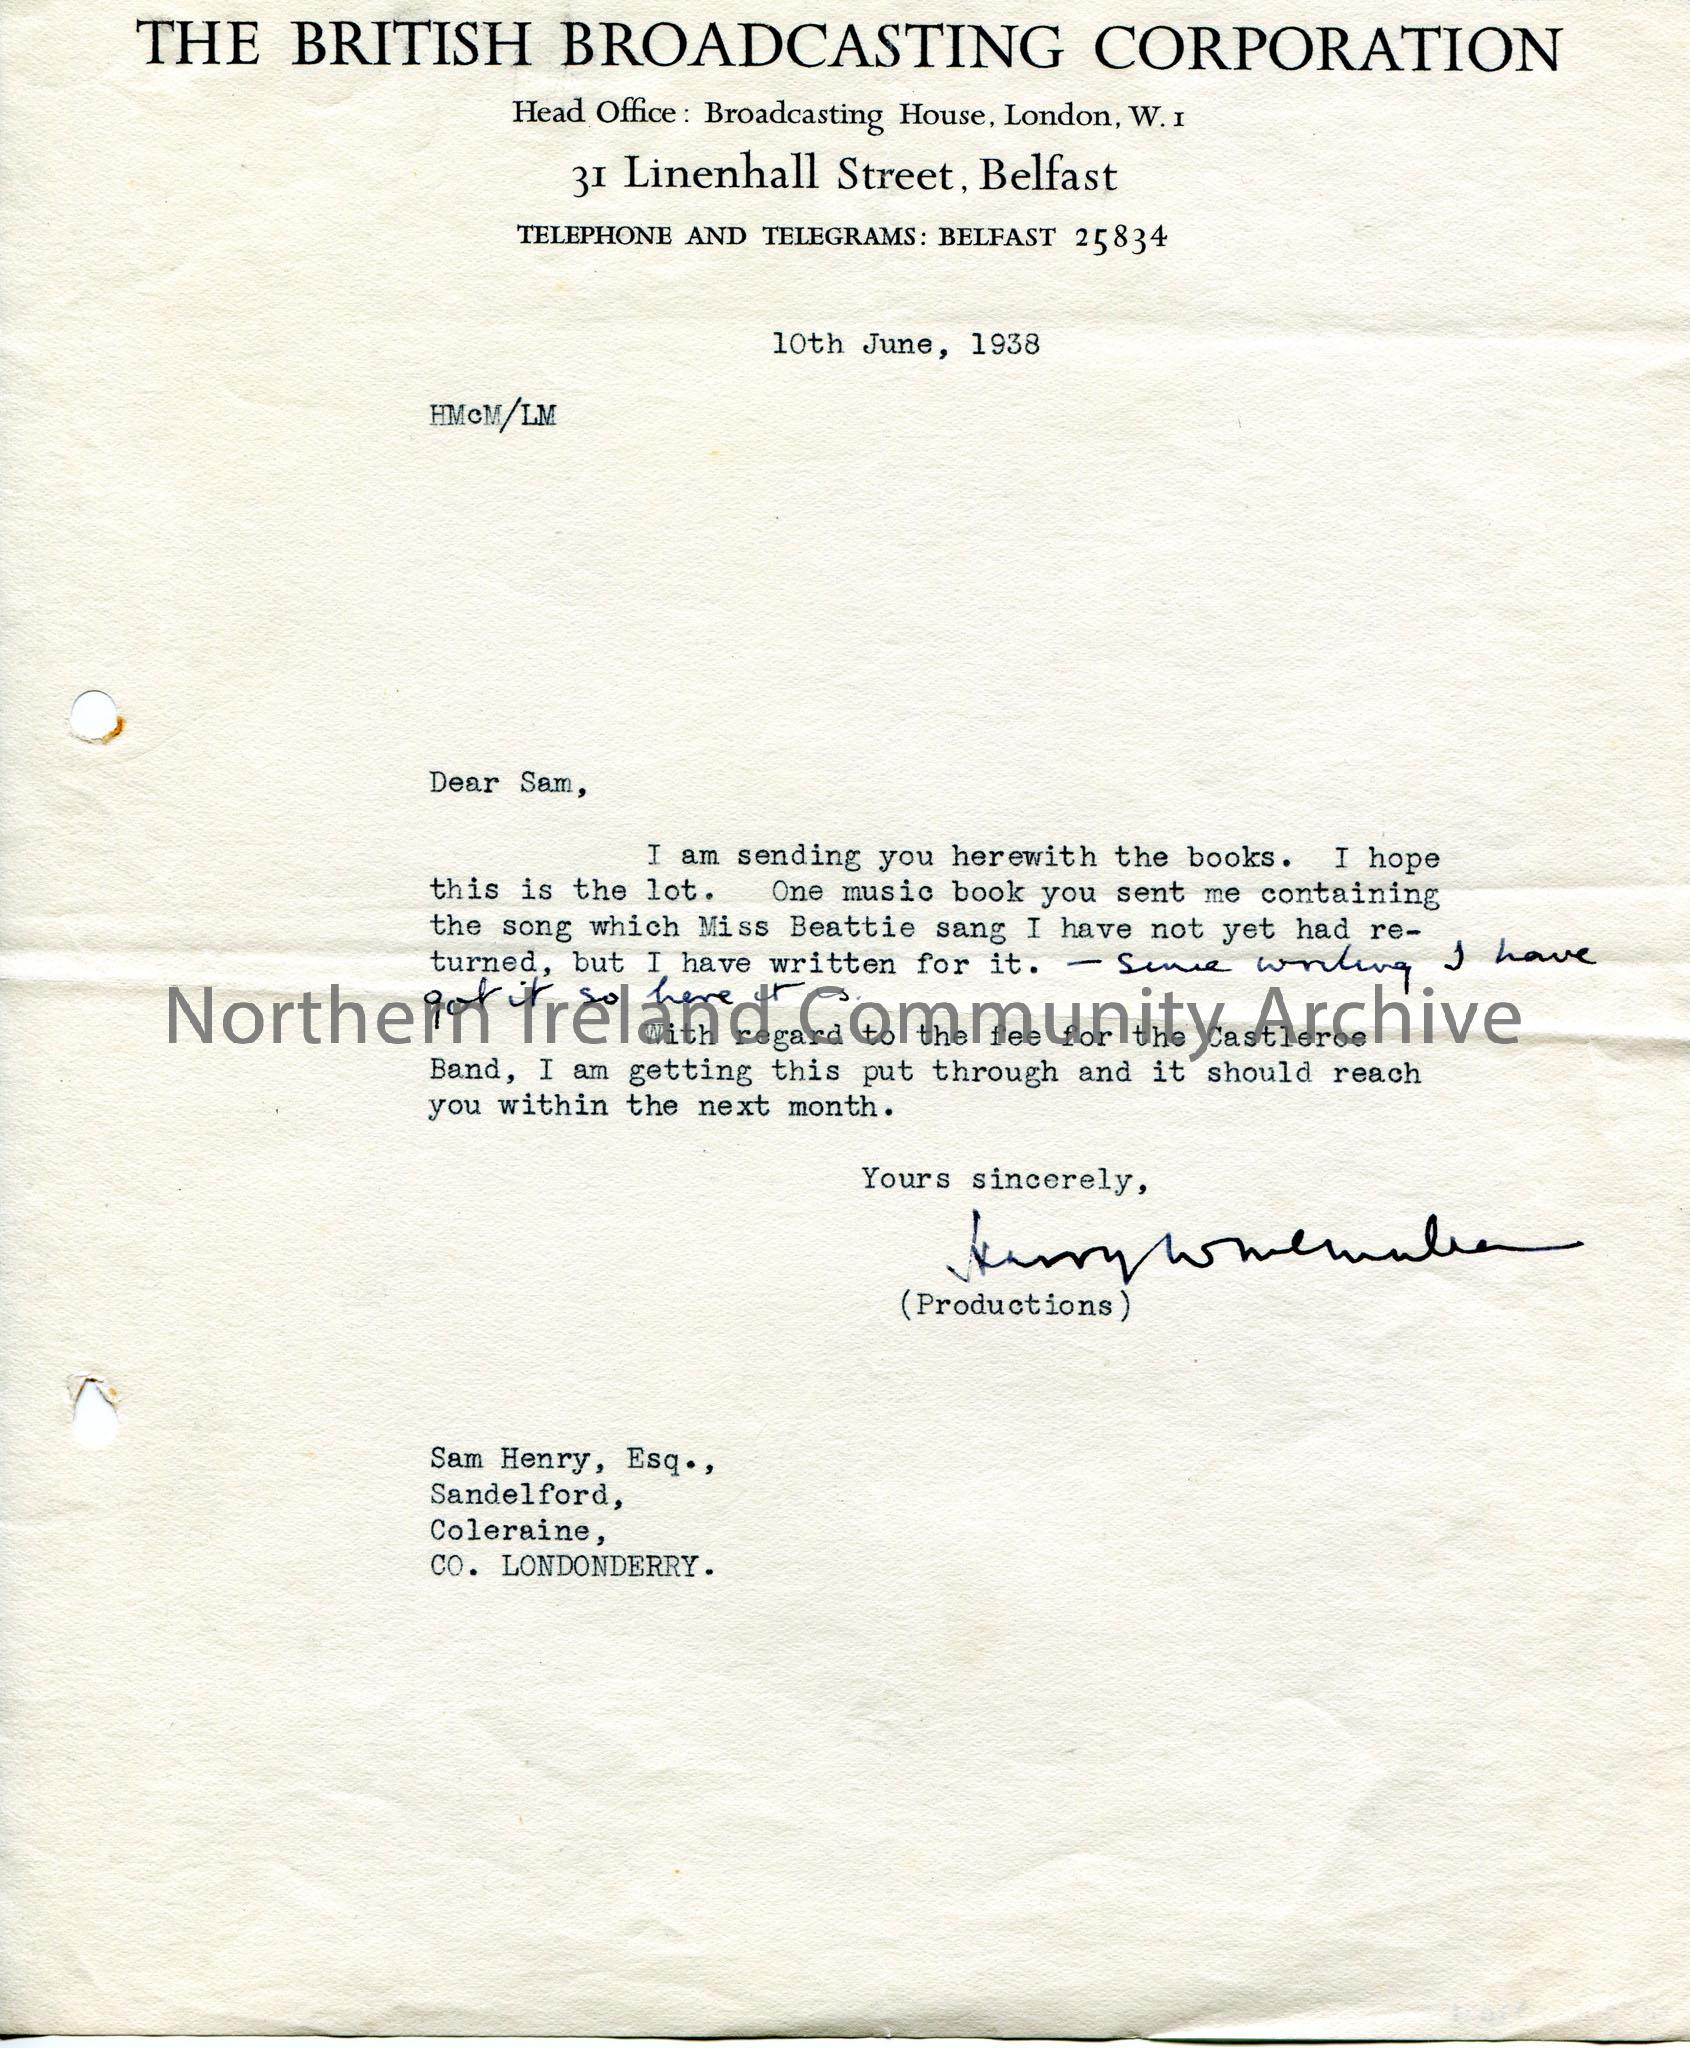 THE BRITISH BROADCASTING CORPORATION
Head Office: Broadcasting House, London, W. 1
31 Linenhall Street, Belfast
TELEPHONE AND TELEGRAMS: BELFAST 25834
10th June, 1938
HMcM/LM
Dear Sam,
I am sending you herewith the books. I hope
this is the lot. One music book you sent me containing
the song which Miss Beattie sang I have not yet had re-
turned, but I have written for it. — Since writing I have
got it so here it is.
Northern Ireland Community Archive
With regard to the fee for the Castleroe
Band, I am getting this put through and it should reach
you within the next month.
Yours sincerely,
Henry W McMullan
(Productions)
Sam Henry, Esq.,
Sandelford,
Coleraine,
CO. LONDONDERRY.